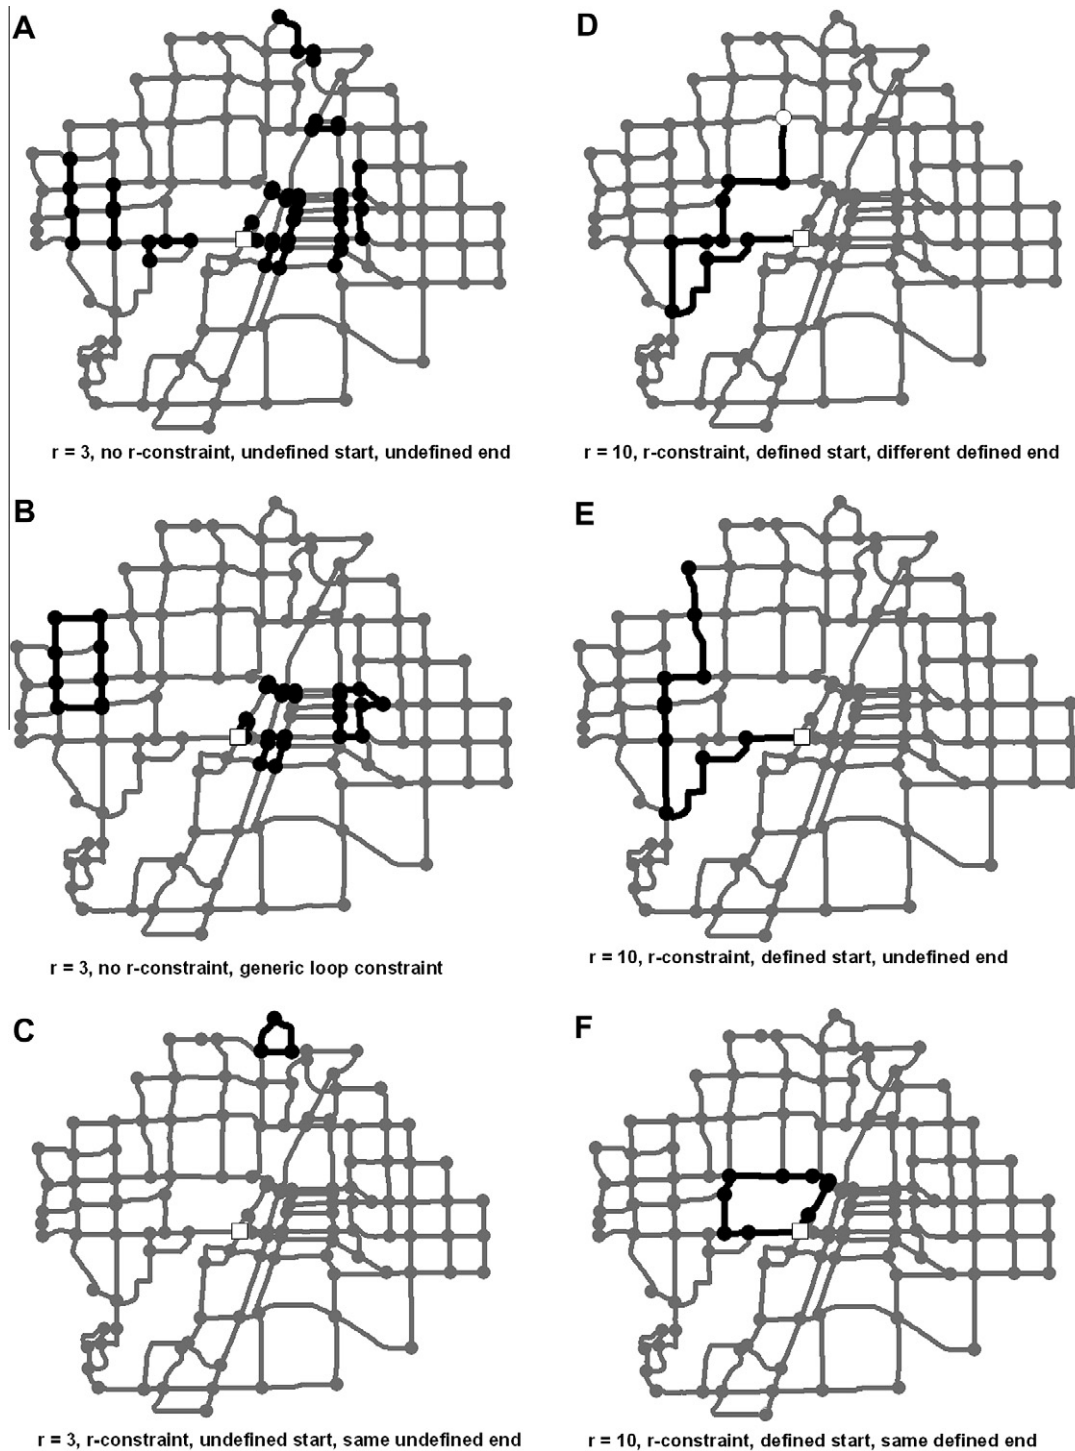 A
r = 3, no r-constraint, undefined start, undefined end
B
r = 3, no r-constraint, generic loop constraint
C
r = 3, r-constraint, undefined start, same undefined end
D
r = 10, r-constraint, defined start, different defined end
E
r = 10, r-constraint, defined start, undefined end
F
r = 10, r-constraint, defined start, same defined end